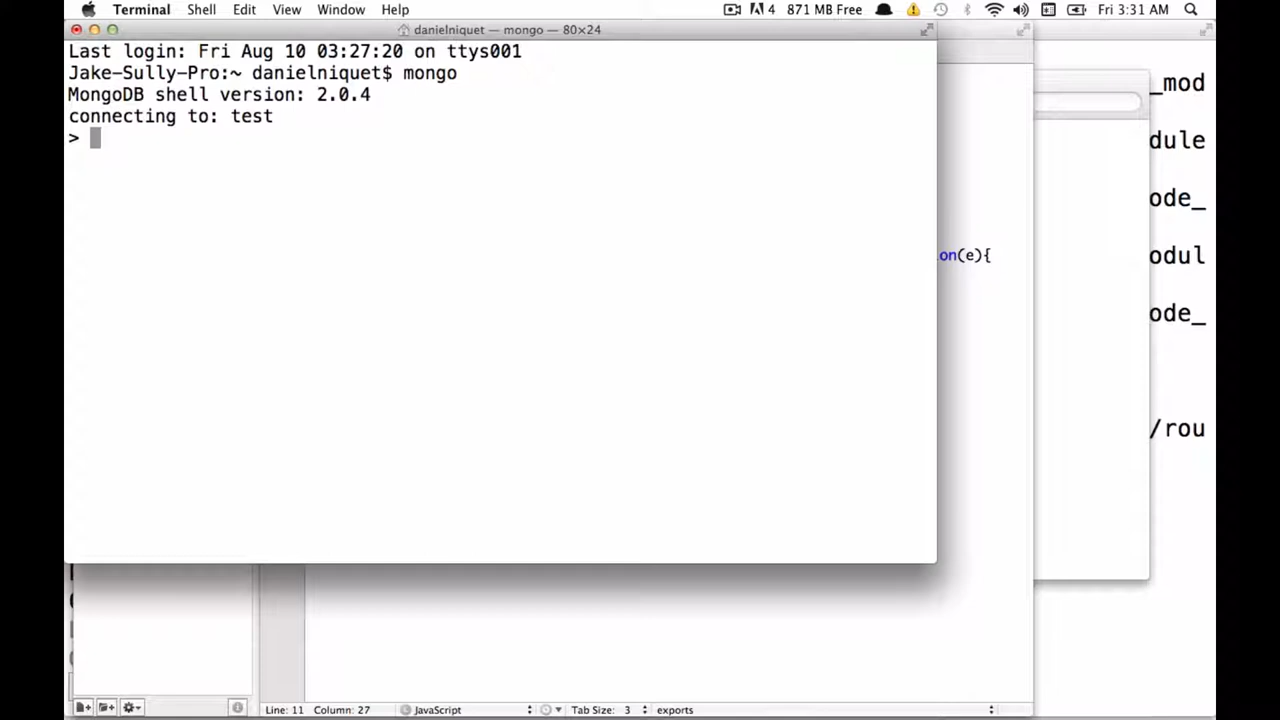 Terminal Shell Edit View Window Help 4 871 MB Free Fri 3:31 AM
danielniquet — mongo — 80×24
Last login: Fri Aug 10 03:27:20 on ttys001
Jake-Sully-Pro:~ danielniquet$ mongo
MongoDB shell version: 2.0.4
connecting to: test
>
_mod
dule
ode_
on(e){
odul
ode_
/rou
Line: 11 Column: 27 JavaScript Tab Size: 3 exports